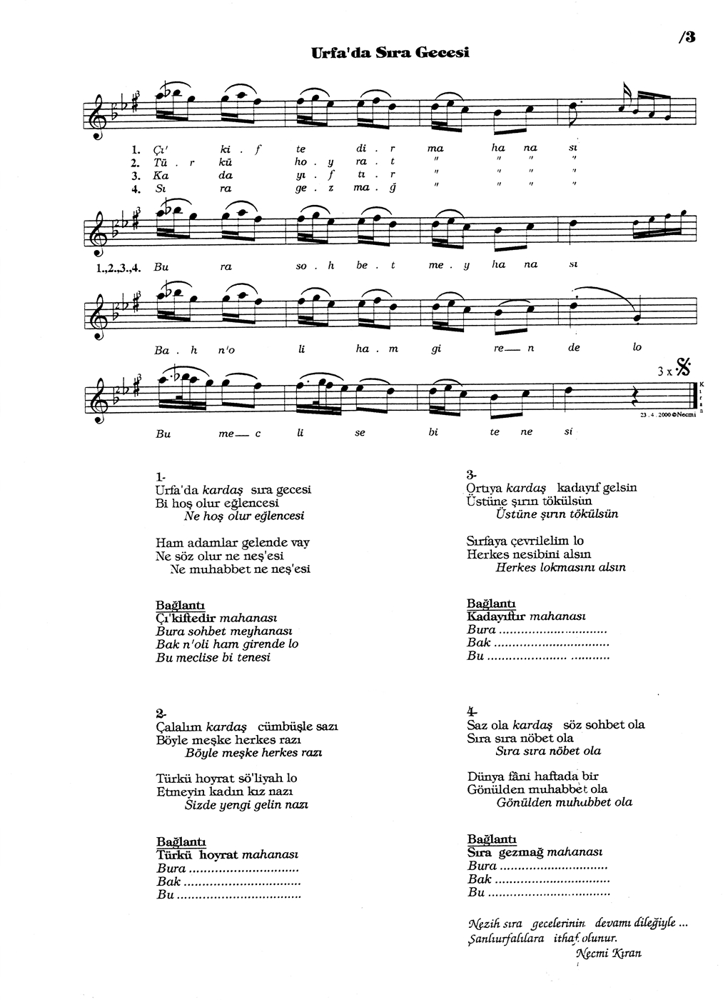 /3
Urfa'da Sıra Gecesi
3
1. Çı' ki . f te di . r ma ha na sı
2. Tü . r kü ho . y ra . t " " " "
3. Ka da yı . f tı . r " " " "
4. Sı ra ge . z ma . ğ " " " "
3
1.,2.,3.,4. Bu ra so . h be . t me . y ha na sı
3
Ba . h n'o li ha . m gi re__ n de lo
3 x
3
Kıran
23 . 4 . 2000 ©Necmi
Bu me__ c li se bi te ne si
1-
Urfa'da kardaş sıra gecesi
Bi hoş olur eğlencesi
Ne hoş olur eğlencesi
Ham adamlar gelende vay
Ne söz olur ne neş'esi
Ne muhabbet ne neş'esi
Bağlantı
Çı'kiftedir mahanası
Bura sohbet meyhanası
Bak n'oli ham girende lo
Bu meclise bi tenesi
2-
Çalalım kardaş cümbüşle sazı
Böyle meşke herkes razı
Böyle meşke herkes razı
Türkü hoyrat sö'liyah lo
Etmeyin kadın kız nazı
Sizde yengi gelin nazı
Bağlantı
Türkü hoyrat mahanası
Bura ..............................
Bak ................................
Bu ..................................
3-
Ortıya kardaş kadayıf gelsin
Üstüne şırın tökülsün
Üstüne şırın tökülsün
Sırfaya çevrilelim lo
Herkes nesibini alsın
Herkes lokmasını alsın
Bağlantı
Kadayıftır mahanası
Bura ..............................
Bak ................................
Bu ..................................
4-
Saz ola kardaş söz sohbet ola
Sıra sıra nöbet ola
Sıra sıra nöbet ola
Dünya fâni haftada bir
Gönülden muhabbet ola
Gönülden muhabbet ola
Bağlantı
Sıra gezmağ mahanası
Bura ..............................
Bak ................................
Bu ..................................
Nezih sıra gecelerinin devamı dileğiyle ...
Şanlıurfalılara ithaf olunur.
Necmi Kıran